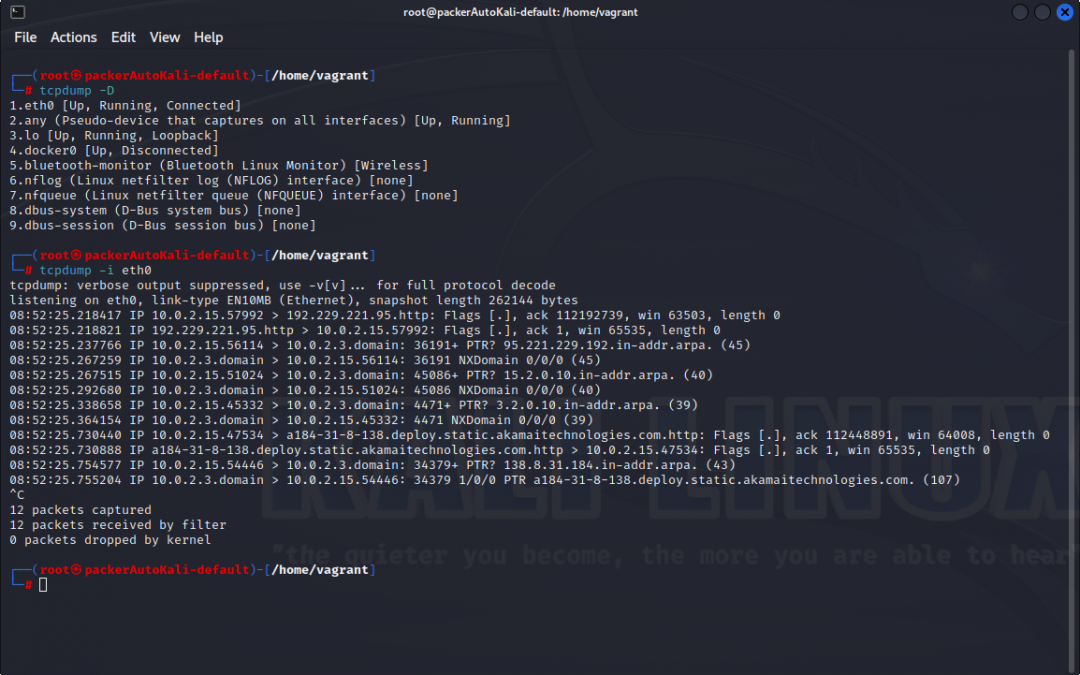 root@packerAutoKali-default: /home/vagrant
File Actions Edit View Help
┌──(root㉿packerAutoKali-default)-[/home/vagrant]
└─# tcpdump -D
1.eth0 [Up, Running, Connected]
2.any (Pseudo-device that captures on all interfaces) [Up, Running]
3.lo [Up, Running, Loopback]
4.docker0 [Up, Disconnected]
5.bluetooth-monitor (Bluetooth Linux Monitor) [Wireless]
6.nflog (Linux netfilter log (NFLOG) interface) [none]
7.nfqueue (Linux netfilter queue (NFQUEUE) interface) [none]
8.dbus-system (D-Bus system bus) [none]
9.dbus-session (D-Bus session bus) [none]
┌──(root㉿packerAutoKali-default)-[/home/vagrant]
└─# tcpdump -i eth0
tcpdump: verbose output suppressed, use -v[v]... for full protocol decode
listening on eth0, link-type EN10MB (Ethernet), snapshot length 262144 bytes
08:52:25.218417 IP 10.0.2.15.57992 > 192.229.221.95.http: Flags [.], ack 112192739, win 63503, length 0
08:52:25.218821 IP 192.229.221.95.http > 10.0.2.15.57992: Flags [.], ack 1, win 65535, length 0
08:52:25.237766 IP 10.0.2.15.56114 > 10.0.2.3.domain: 36191+ PTR? 95.221.229.192.in-addr.arpa. (45)
08:52:25.267259 IP 10.0.2.3.domain > 10.0.2.15.56114: 36191 NXDomain 0/0/0 (45)
08:52:25.267515 IP 10.0.2.15.51024 > 10.0.2.3.domain: 45086+ PTR? 15.2.0.10.in-addr.arpa. (40)
08:52:25.292680 IP 10.0.2.3.domain > 10.0.2.15.51024: 45086 NXDomain 0/0/0 (40)
08:52:25.338658 IP 10.0.2.15.45332 > 10.0.2.3.domain: 4471+ PTR? 3.2.0.10.in-addr.arpa. (39)
08:52:25.364154 IP 10.0.2.3.domain > 10.0.2.15.45332: 4471 NXDomain 0/0/0 (39)
08:52:25.730440 IP 10.0.2.15.47534 > a184-31-8-138.deploy.static.akamaitechnologies.com.http: Flags [.], ack 112448891, win 64008, length 0
08:52:25.730888 IP a184-31-8-138.deploy.static.akamaitechnologies.com.http > 10.0.2.15.47534: Flags [.], ack 1, win 65535, length 0
08:52:25.754577 IP 10.0.2.15.54446 > 10.0.2.3.domain: 34379+ PTR? 138.8.31.184.in-addr.arpa. (43)
08:52:25.755204 IP 10.0.2.3.domain > 10.0.2.15.54446: 34379 1/0/0 PTR a184-31-8-138.deploy.static.akamaitechnologies.com. (107)
^C
12 packets captured
12 packets received by filter
0 packets dropped by kernel
┌──(root㉿packerAutoKali-default)-[/home/vagrant]
└─#
KALI LINUX
"the quieter you become, the more you are able to hear"